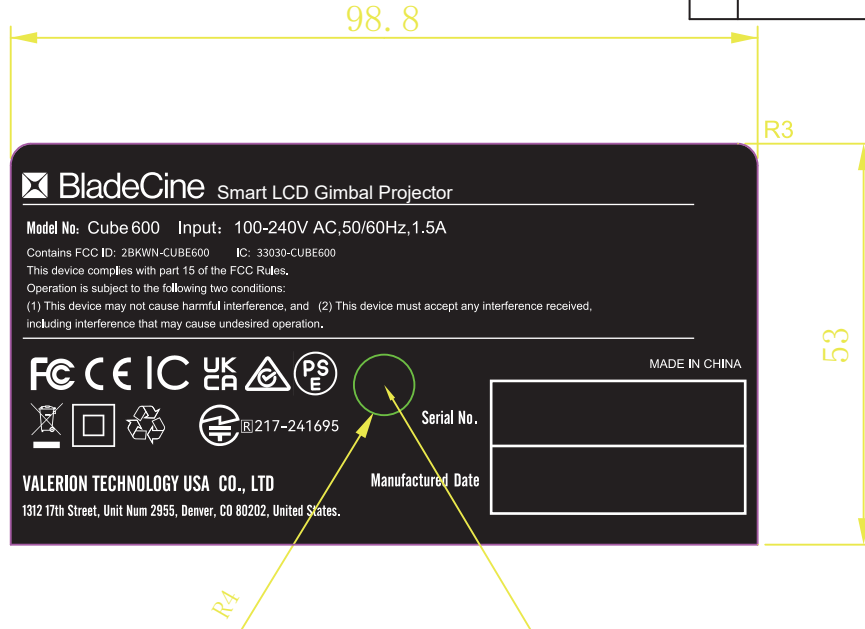 98.8
R3
BladeCine Smart LCD Gimbal Projector
Model No: Cube 600 Input: 100-240V AC,50/60Hz,1.5A
Contains FCC ID: 2BKWN-CUBE600 IC: 33030-CUBE600
This device complies with part 15 of the FCC Rules.
Operation is subject to the following two conditions:
(1) This device may not cause harmful interference, and (2) This device must accept any interference received,
including interference that may cause undesired operation.
53
FC CE IC UK CA PS E
MADE IN CHINA
R 217-241695
Serial No.
VALERION TECHNOLOGY USA CO., LTD
Manufactured Date
1312 17th Street, Unit Num 2955, Denver, CO 80202, United States.
R4